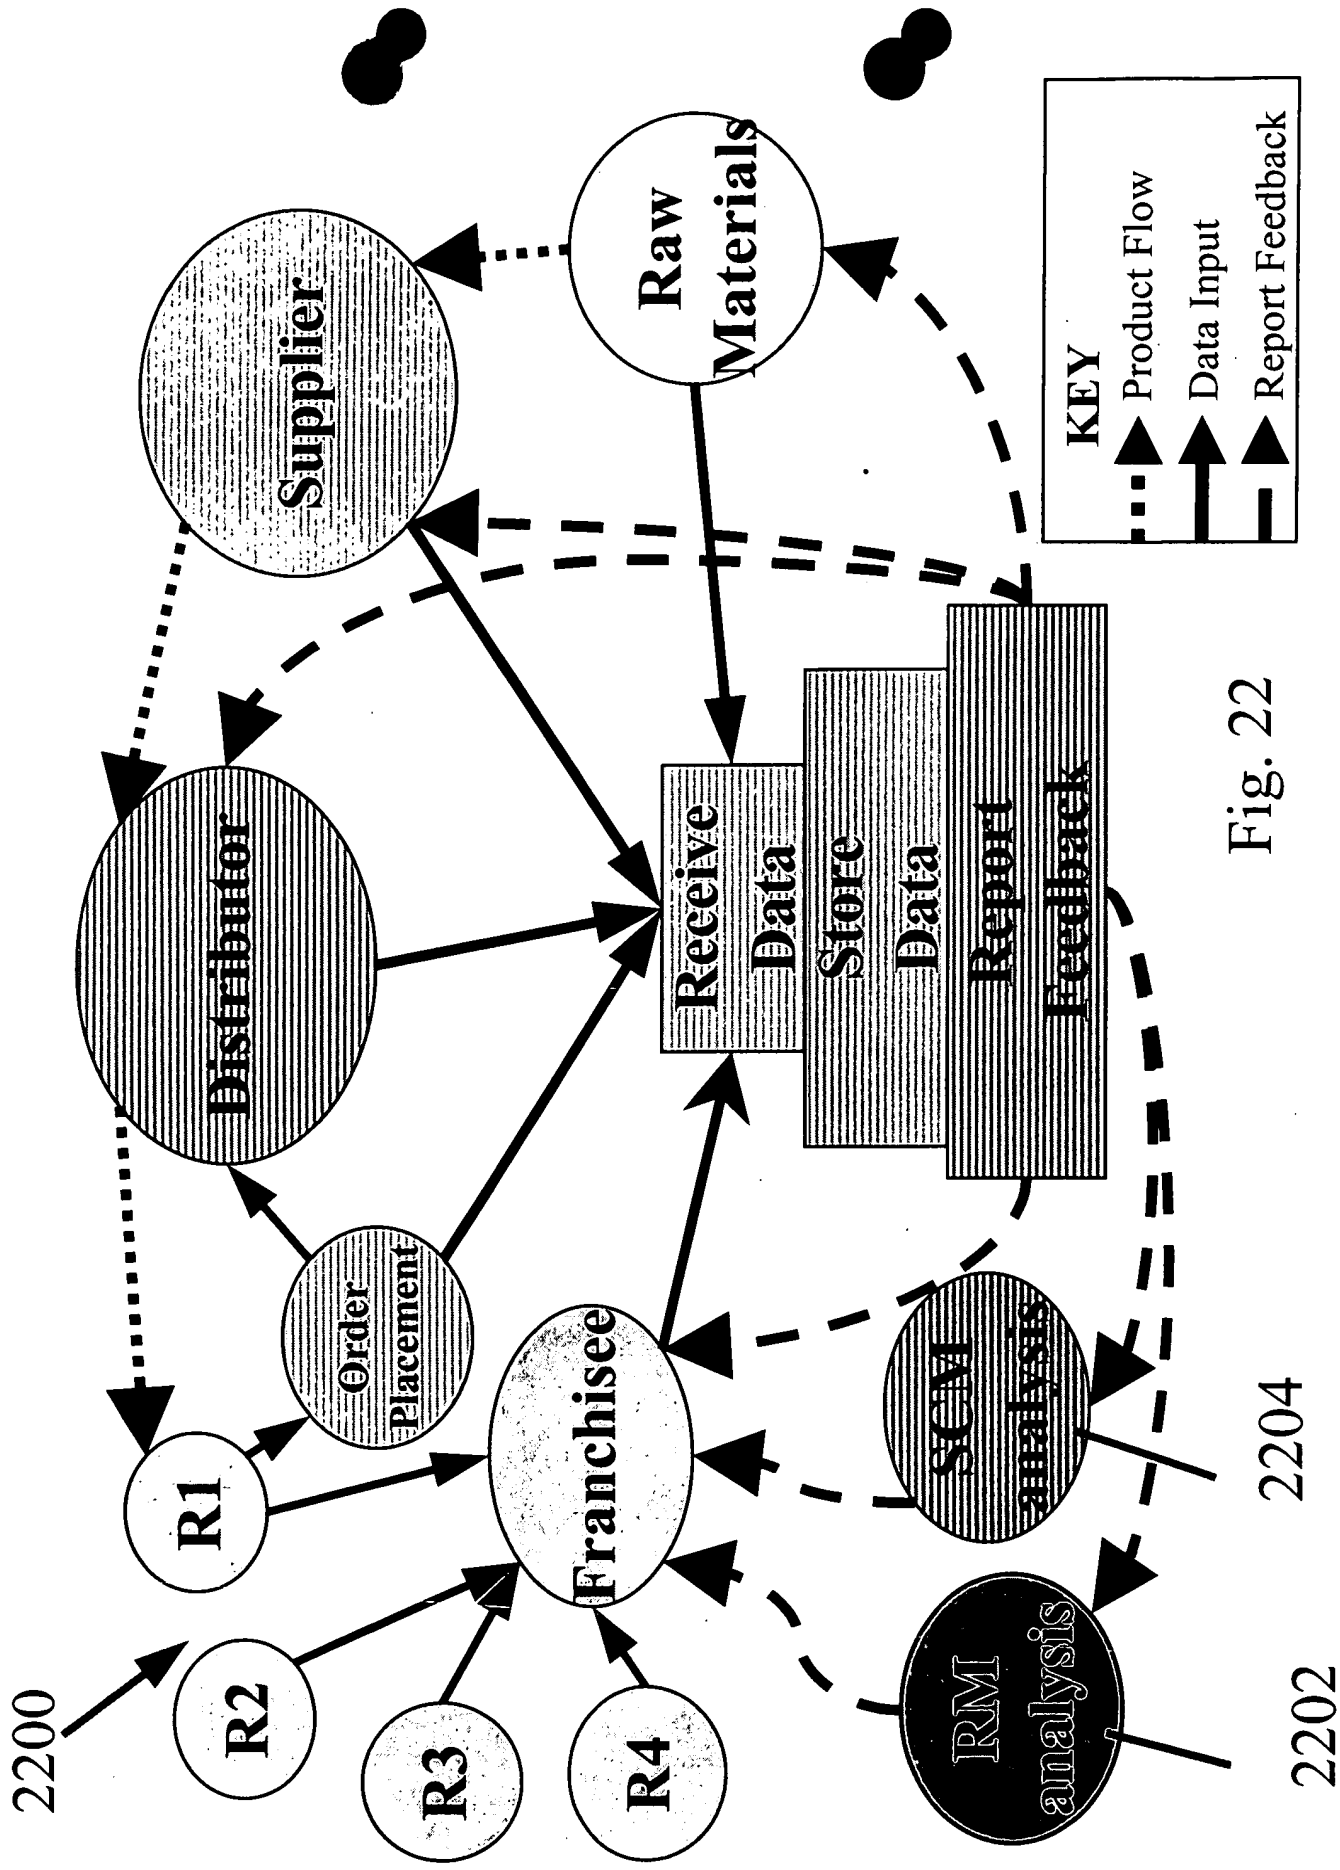 2200
R1
R2
R3
R4
Order
Placement
Distributor
Supplier
Franchisee
Raw
Materials
Receive
Data
Store
Data
Report
Feedback
RM
analysis
SCM
analysis
2202
2204
Fig. 22
KEY
Product Flow
Data Input
Report Feedback